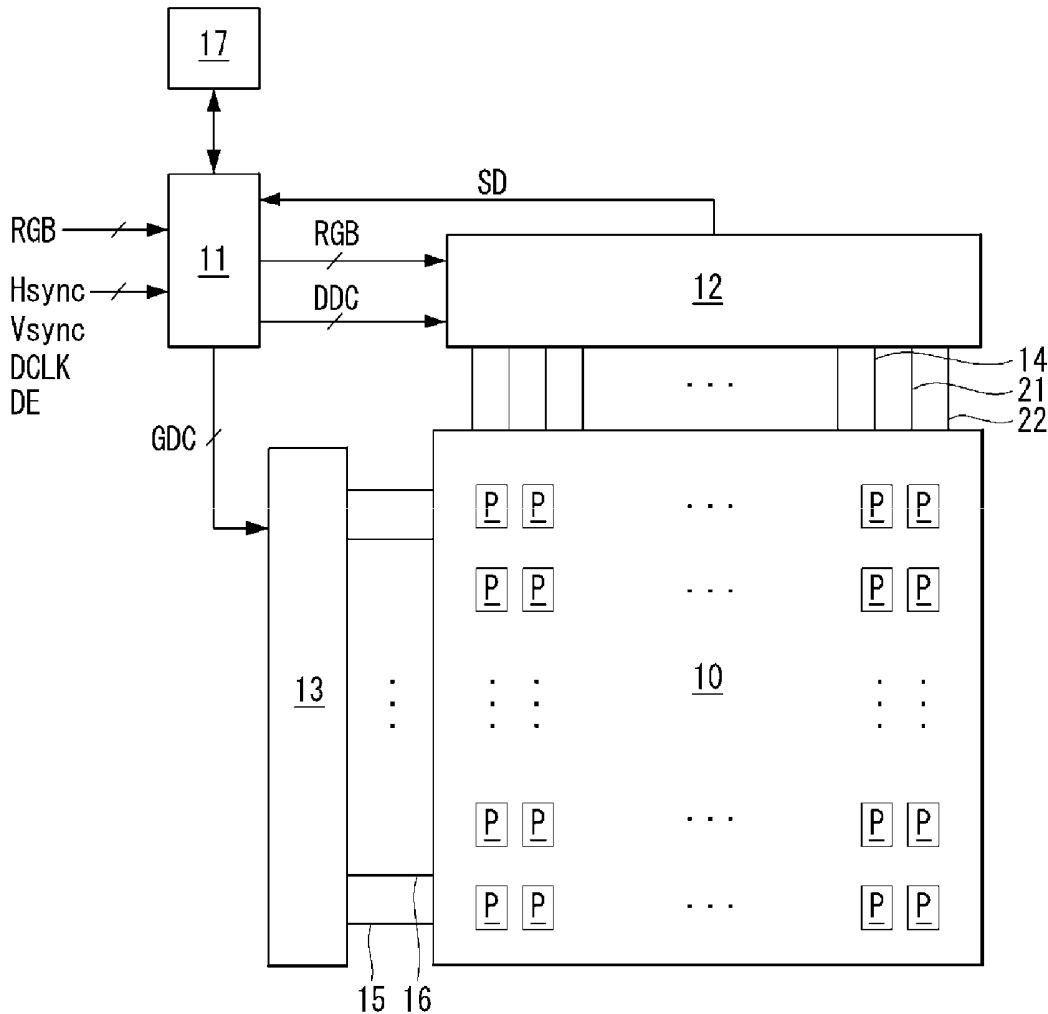 17
SD
RGB
RGB
11
12
Hsync
DDC
Vsync
14
DCLK
21
DE
22
GDC
P P ... P P
P P ... P P
10
13
P P ... P P
P P ... P P
15 16